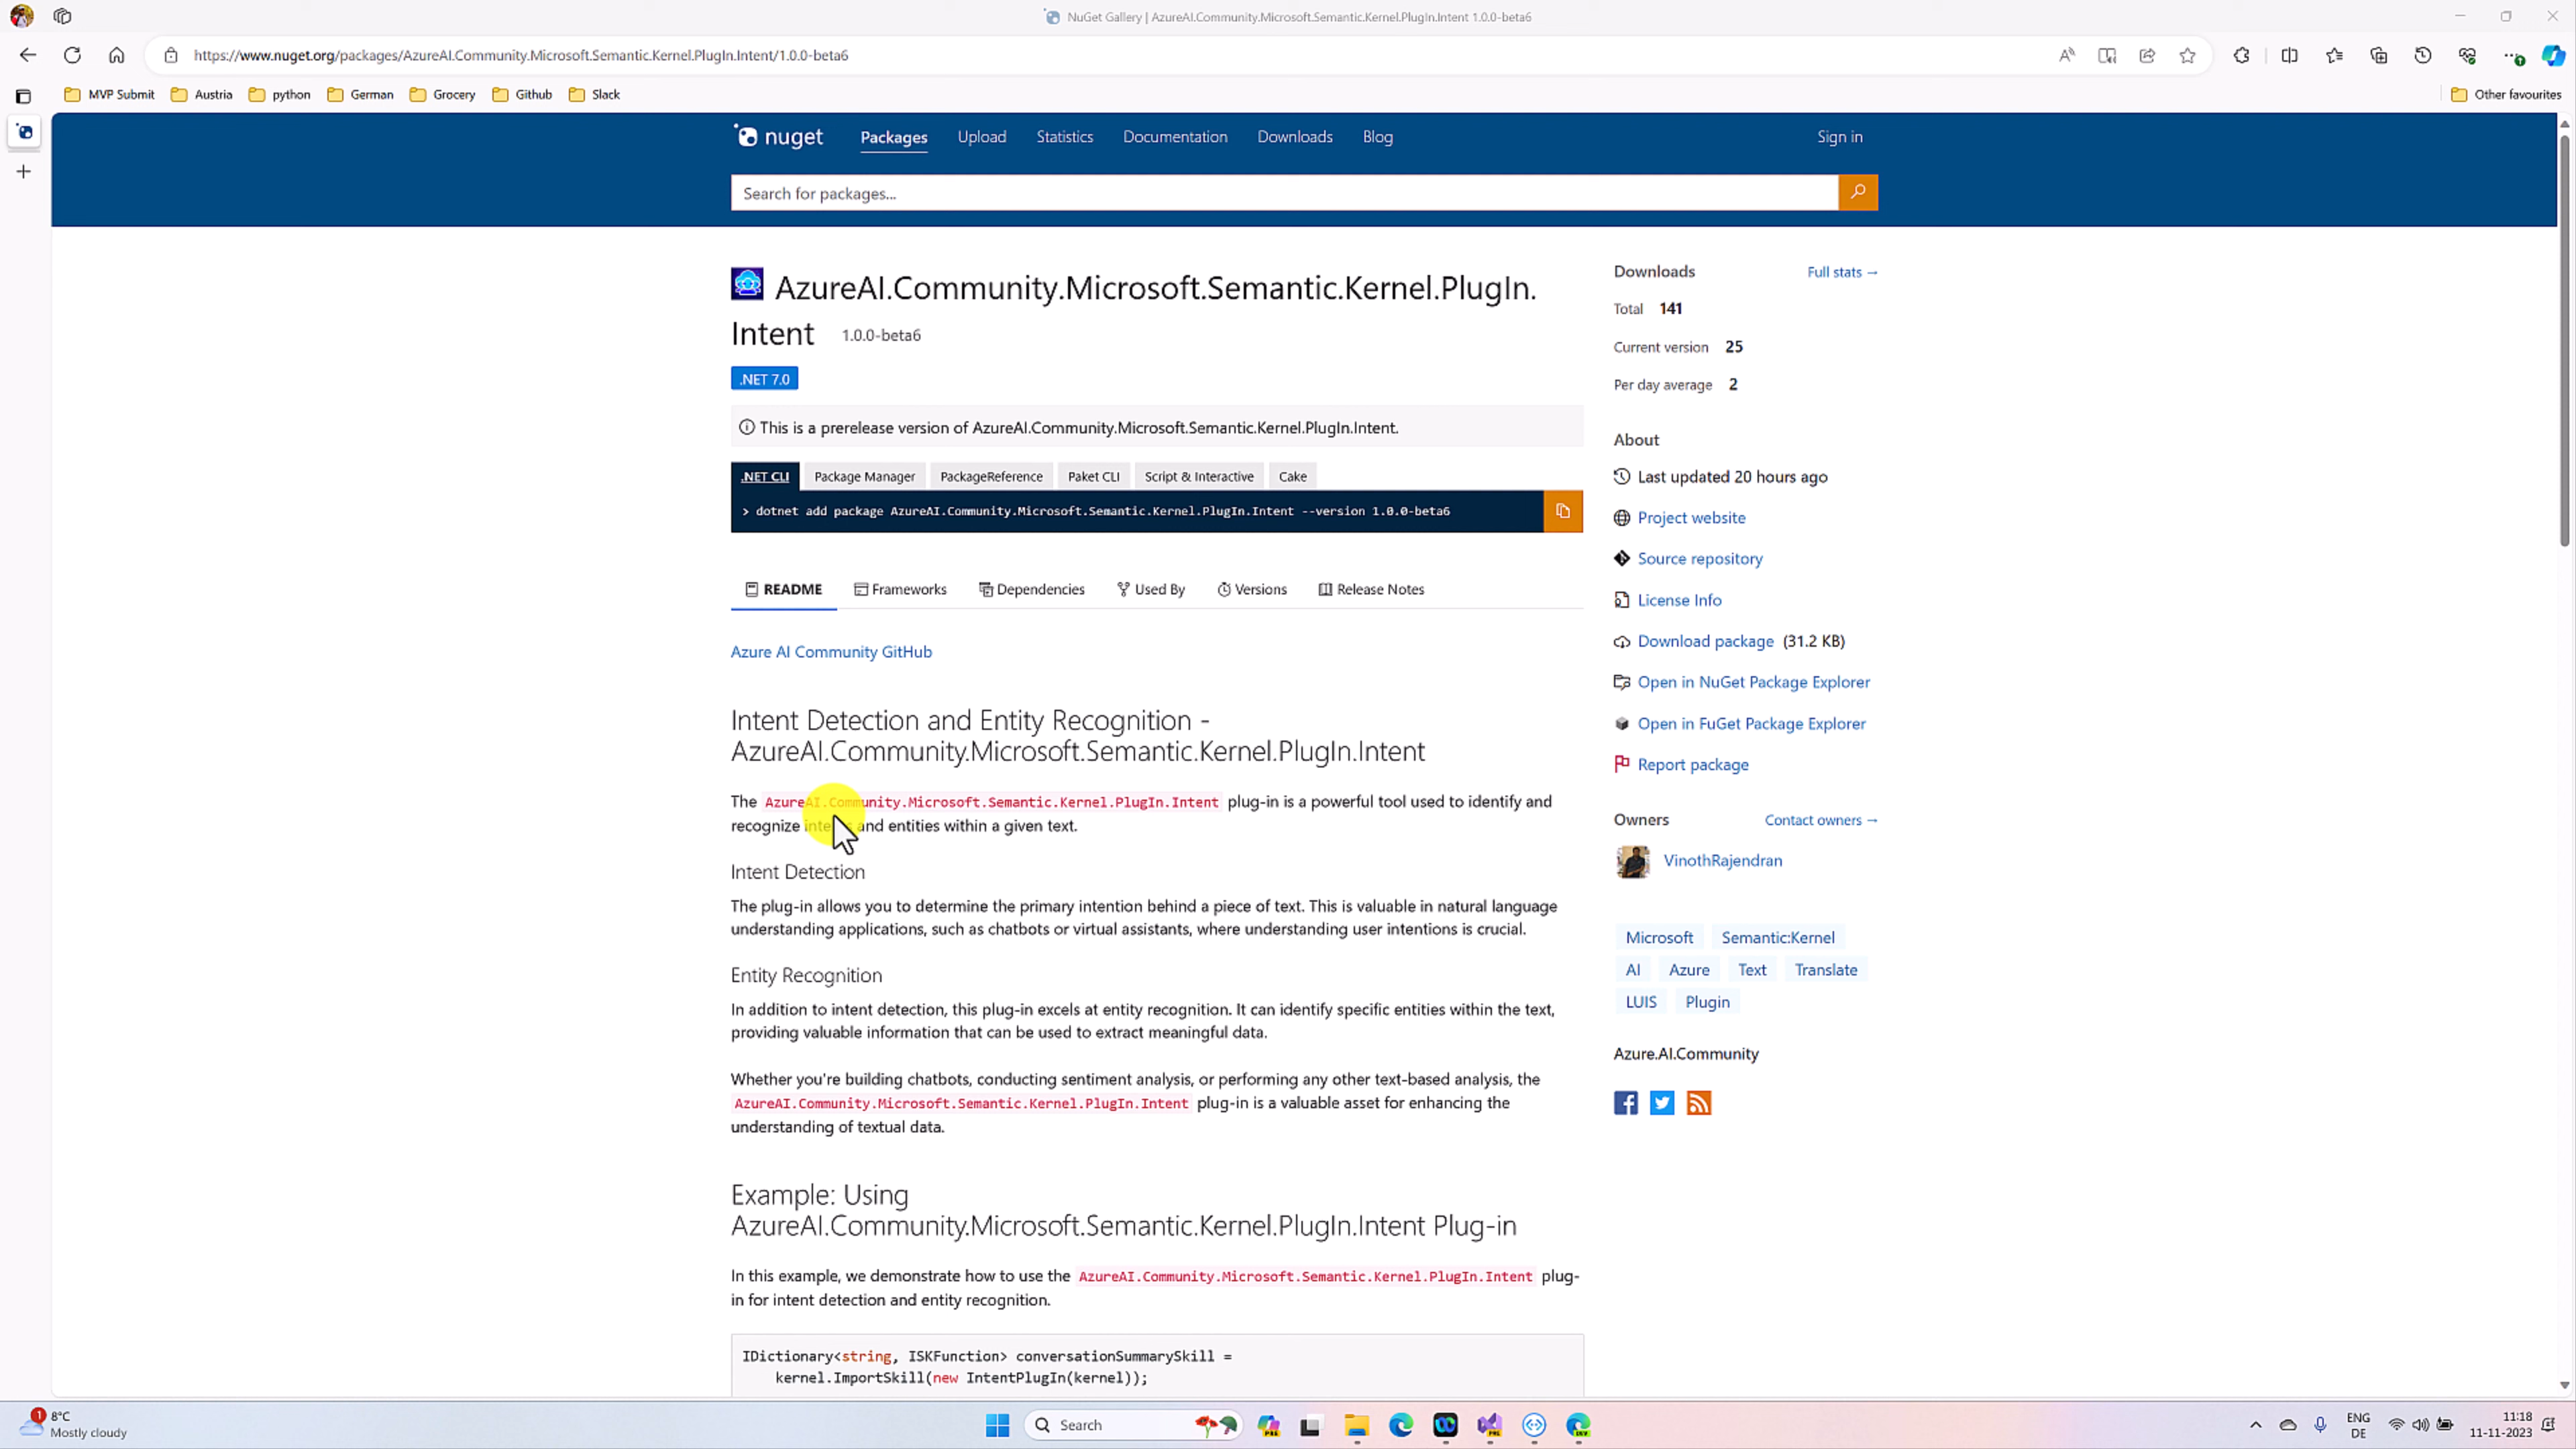 NuGet Gallery | AzureAI.Community.Microsoft.Semantic.Kernel.PlugIn.Intent 1.0.0-beta6
https://www.nuget.org/packages/AzureAI.Community.Microsoft.Semantic.Kernel.PlugIn.Intent/1.0.0-beta6
MVP Submit Austria python German Grocery Github Slack Other favourites
nuget Packages Upload Statistics Documentation Downloads Blog Sign in
Search for packages...
AzureAI.Community.Microsoft.Semantic.Kernel.PlugIn.
Intent 1.0.0-beta6
.NET 7.0
This is a prerelease version of AzureAI.Community.Microsoft.Semantic.Kernel.PlugIn.Intent.
.NET CLI Package Manager PackageReference Paket CLI Script & Interactive Cake
> dotnet add package AzureAI.Community.Microsoft.Semantic.Kernel.PlugIn.Intent --version 1.0.0-beta6
README Frameworks Dependencies Used By Versions Release Notes
Azure AI Community GitHub
Intent Detection and Entity Recognition -
AzureAI.Community.Microsoft.Semantic.Kernel.PlugIn.Intent
The AzureAI.Community.Microsoft.Semantic.Kernel.PlugIn.Intent plug-in is a powerful tool used to identify and
recognize intents and entities within a given text.
Intent Detection
The plug-in allows you to determine the primary intention behind a piece of text. This is valuable in natural language
understanding applications, such as chatbots or virtual assistants, where understanding user intentions is crucial.
Entity Recognition
In addition to intent detection, this plug-in excels at entity recognition. It can identify specific entities within the text,
providing valuable information that can be used to extract meaningful data.
Whether you're building chatbots, conducting sentiment analysis, or performing any other text-based analysis, the
AzureAI.Community.Microsoft.Semantic.Kernel.PlugIn.Intent plug-in is a valuable asset for enhancing the
understanding of textual data.
Example: Using
AzureAI.Community.Microsoft.Semantic.Kernel.PlugIn.Intent Plug-in
In this example, we demonstrate how to use the AzureAI.Community.Microsoft.Semantic.Kernel.PlugIn.Intent plug-
in for intent detection and entity recognition.
IDictionary<string, ISKFunction> conversationSummarySkill =
kernel.ImportSkill(new IntentPlugIn(kernel));
Downloads Full stats →
Total 141
Current version 25
Per day average 2
About
Last updated 20 hours ago
Project website
Source repository
License Info
Download package (31.2 KB)
Open in NuGet Package Explorer
Open in FuGet Package Explorer
Report package
Owners Contact owners →
VinothRajendran
Microsoft Semantic:Kernel
AI Azure Text Translate
LUIS Plugin
Azure.AI.Community
1
8°C
Mostly cloudy
Search
PRE
PRE
DEV
ENG
DE
11:18
11-11-2023